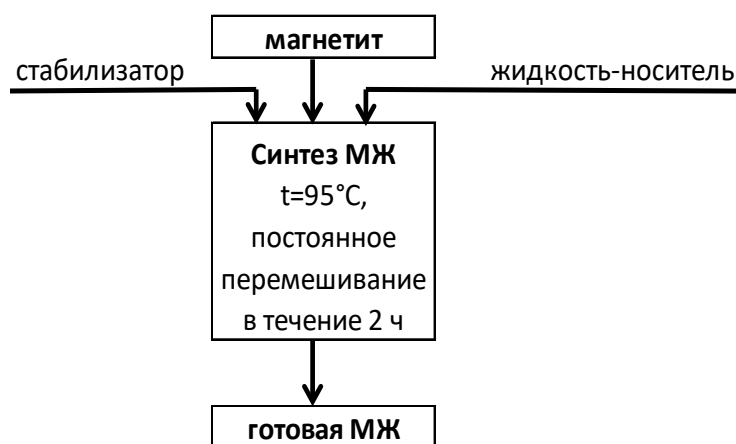 магнетит
стабилизатор
жидкость-носитель
Синтез МЖ
t=95°C,
постоянное
перемешивание
в течение 2 ч
готовая МЖ